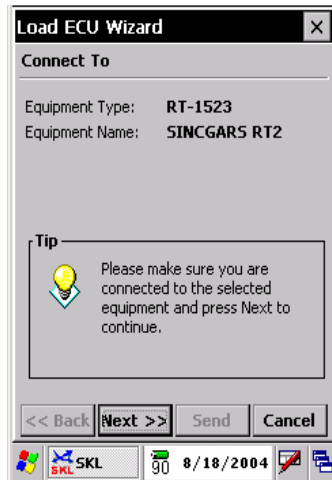 Load ECU Wizard
Connect To
Equipment Type: RT-1523
Equipment Name: SINCGARS RT2
Tip
Please make sure you are
connected to the selected
equipment and press Next to
continue.
<< Back Next >> Send Cancel
SKL SKL 90 8/18/2004